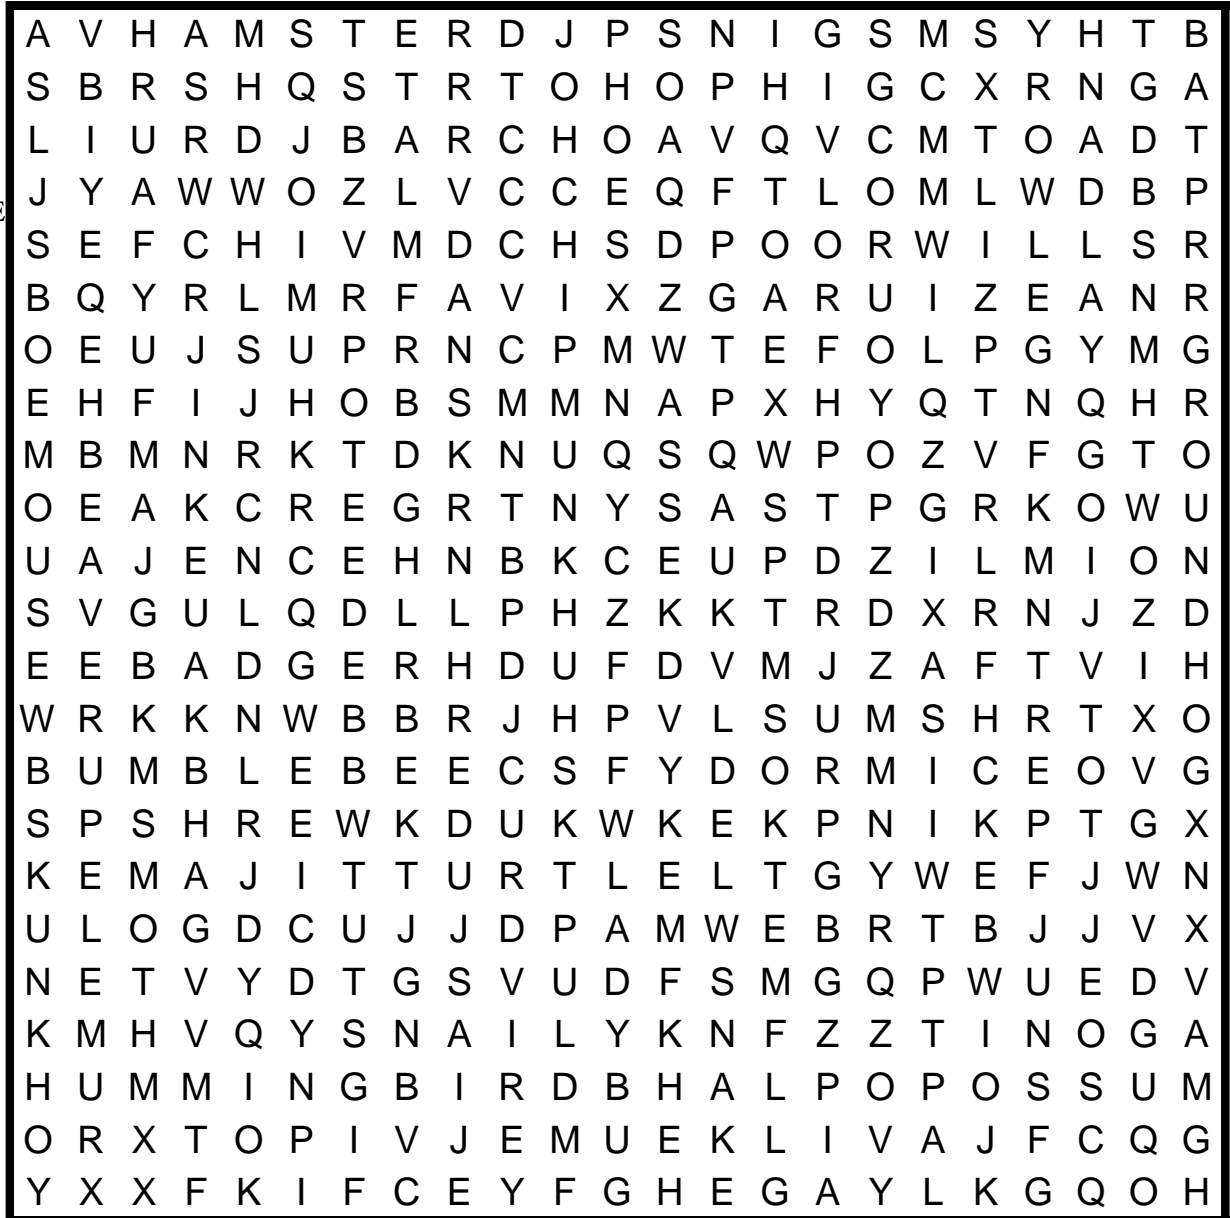 A V H A M S T E R D J P S N I G S M S Y H T B
S B R S H Q S T R T O H O P H I G C X R N G A
L I U R D J B A R C H O A V Q V C M T O A D T
J Y A W W O Z L V C C E Q F T L O M L W D B P
S E F C H I V M D C H S D P O O R W I L L S R
B Q Y R L M R F A V I X Z G A R U I Z E A N R
O E U J S U P R N C P M W T E F O L P G Y M G
E H F I J H O B S M M N A P X H Y Q T N Q H R
M B M N R K T D K N U Q S Q W P O Z V F G T O
O E A K C R E G R T N Y S A S T P G R K O W U
U A J E N C E H N B K C E U P D Z I L M I O N
S V G U L Q D L L P H Z K K T R D X R N J Z D
E E B A D G E R H D U F D V M J Z A F T V I H
W R K K N W B B R J H P V L S U M S H R T X O
B U M B L E B E E C S F Y D O R M I C E O V G
S P S H R E W K D U K W K E K P N I K P T G X
K E M A J I T T U R T L E L T G Y W E F J W N
U L O G D C U J J D P A M W E B R T B J J V X
N E T V Y D T G S V U D F S M G Q P W U E D V
K M H V Q Y S N A I L Y K N F Z Z T I N O G A
H U M M I N G B I R D B H A L P O P O S S U M
O R X T O P I V J E M U E K L I V A J F C Q G
Y X X F K I F C E Y F G H E G A Y L K G Q O H